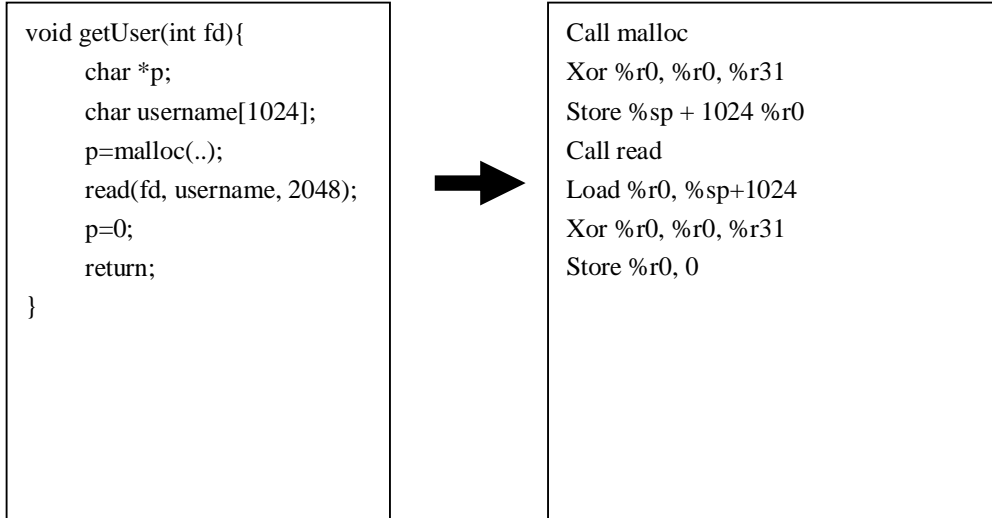 void getUser(int fd){
char *p;
char username[1024];
p=malloc(..);
read(fd, username, 2048);
p=0;
return;
}
Call malloc
Xor %r0, %r0, %r31
Store %sp + 1024 %r0
Call read
Load %r0, %sp+1024
Xor %r0, %r0, %r31
Store %r0, 0